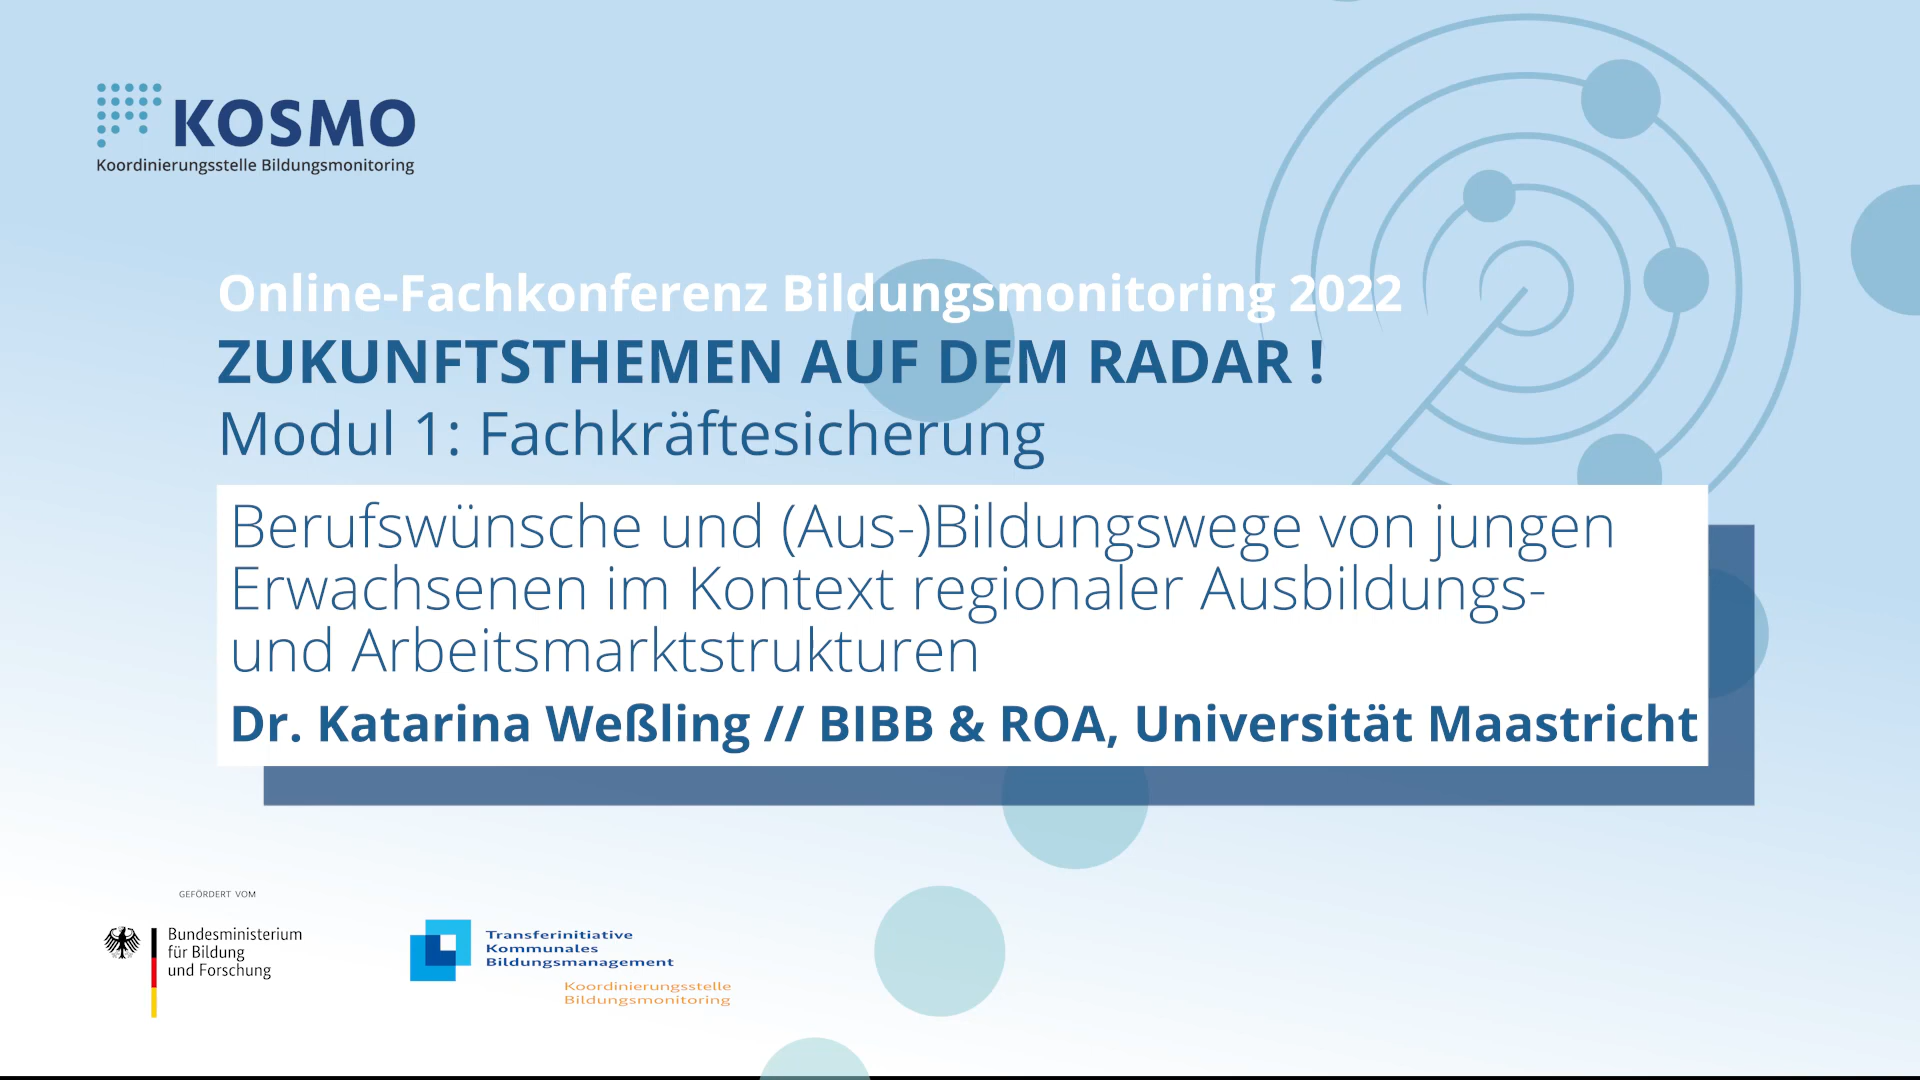 KOSMO
Koordinierungsstelle Bildungsmonitoring
Online-Fachkonferenz Bildungsmonitoring 2022
ZUKUNFTSTHEMEN AUF DEM RADAR !
Modul 1: Fachkräftesicherung
Berufswünsche und (Aus-)Bildungswege von jungen
Erwachsenen im Kontext regionaler Ausbildungs-
und Arbeitsmarktstrukturen
Dr. Katarina Weßling // BIBB & ROA, Universität Maastricht
GEFÖRDERT VOM
Bundesministerium
für Bildung
und Forschung
Transferinitiative
Kommunales
Bildungsmanagement
Koordinierungsstelle
Bildungsmonitoring